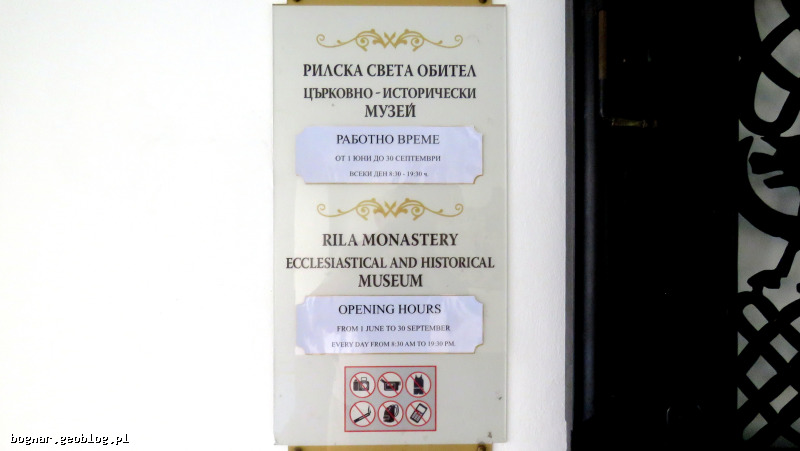 РИЛСКА СВЕТА ОБИТЕЛ
ЦЪРКОВНО - ИСТОРИЧЕСКИ
МУЗЕЙ
РАБОТНО ВРЕМЕ
ОТ 1 ЮНИ ДО 30 СЕПТЕМВРИ
ВСЕКИ ДЕН 8:30 - 19:30 ч.
RILA MONASTERY
ECCLESIASTICAL AND HISTORICAL
MUSEUM
OPENING HOURS
FROM 1 JUNE TO 30 SEPTEMBER
EVERY DAY FROM 8:30 AM TO 19:30 PM.
bognar.geoblog.pl